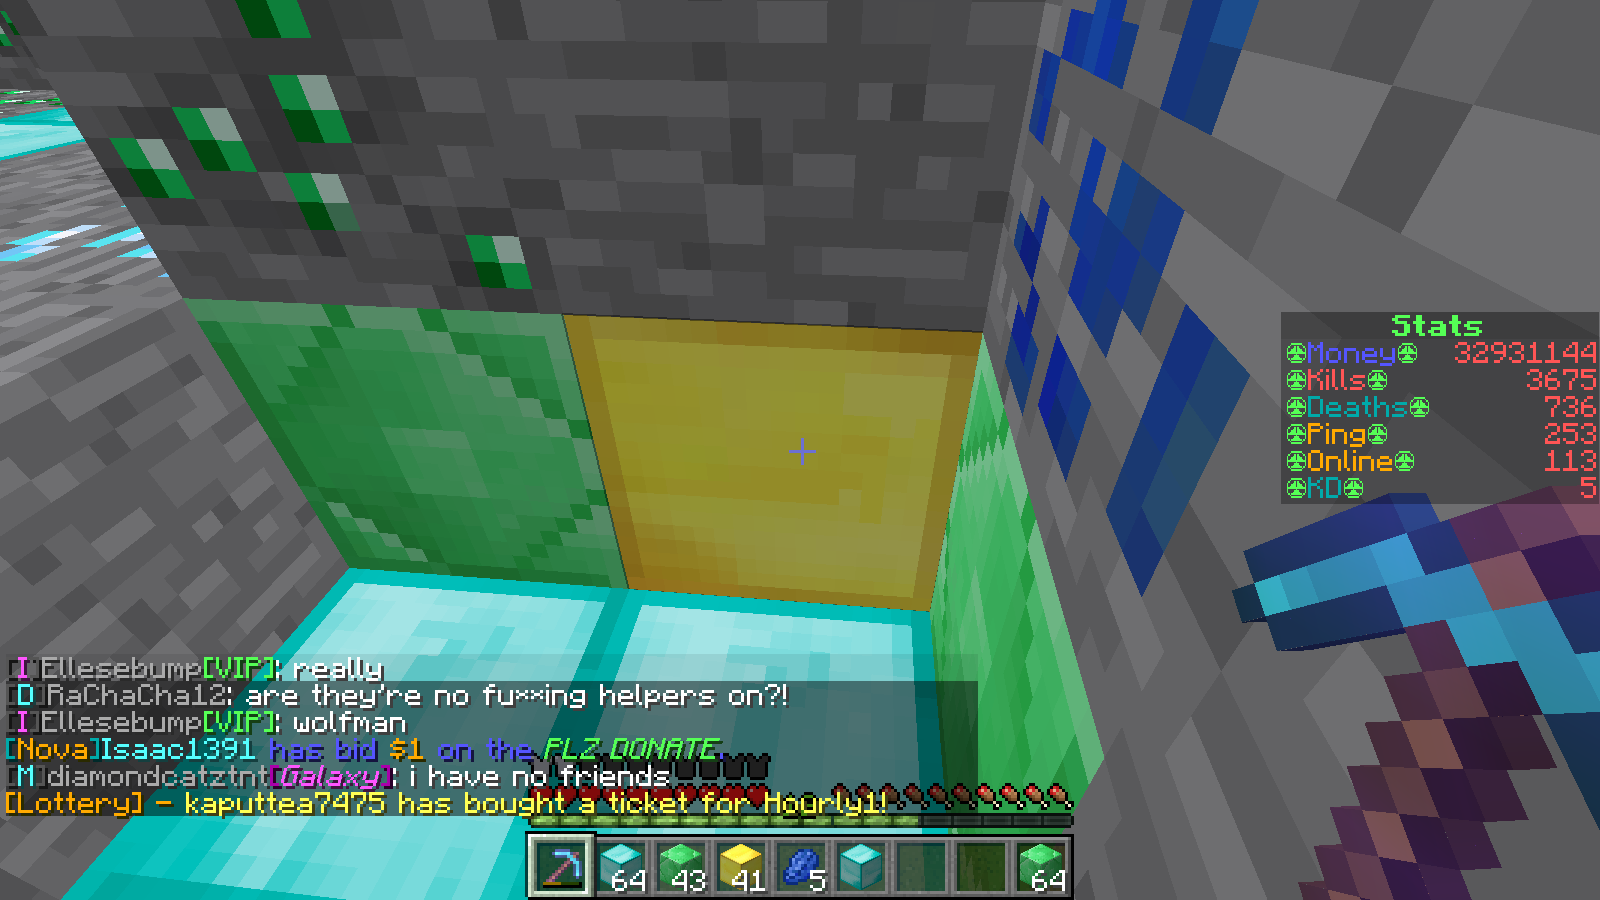 Stats
Money 32931144
Kills 3675
Deaths 736
Ping 253
Online 113
KD 5
[I]Ellesebump[VIP]: really
[D]RaChaCha12: are they're no fu××ing helpers on?!
[I]Ellesebump[VIP]: wolfman
[Nova]Isaac1391 has bid $1 on the PLZ DONATE.
[M]diamondcatztnt[Galaxy]: i have no friends
[Lottery] - kaputtea7475 has bought a ticket for Hourly1!
64 43 41 5 64